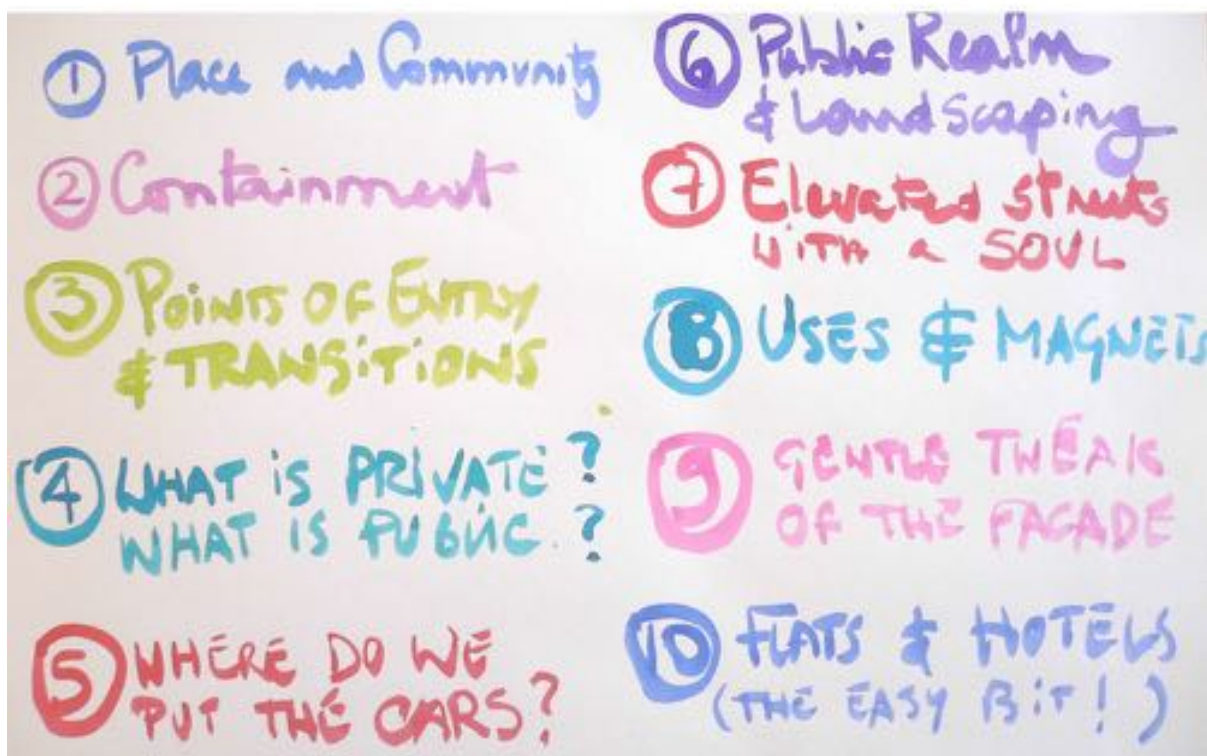 1 Place and Community
2 Containment
3 POiNTS OF ENTRY
& TRANSiTiONS
4 WHAT iS PRiVATE?
WHAT iS PUBLiC.?
5 WHERE DO WE
PUT THE CARS?
6 Public Realm
& Landscaping
7 Elevated streets
WiTH a SOUL
8 USES & MAGNETS
9 GENTLE TWEAK
OF THE FACADE
10 FLATS & HOTELS
(THE EASY BiT!)